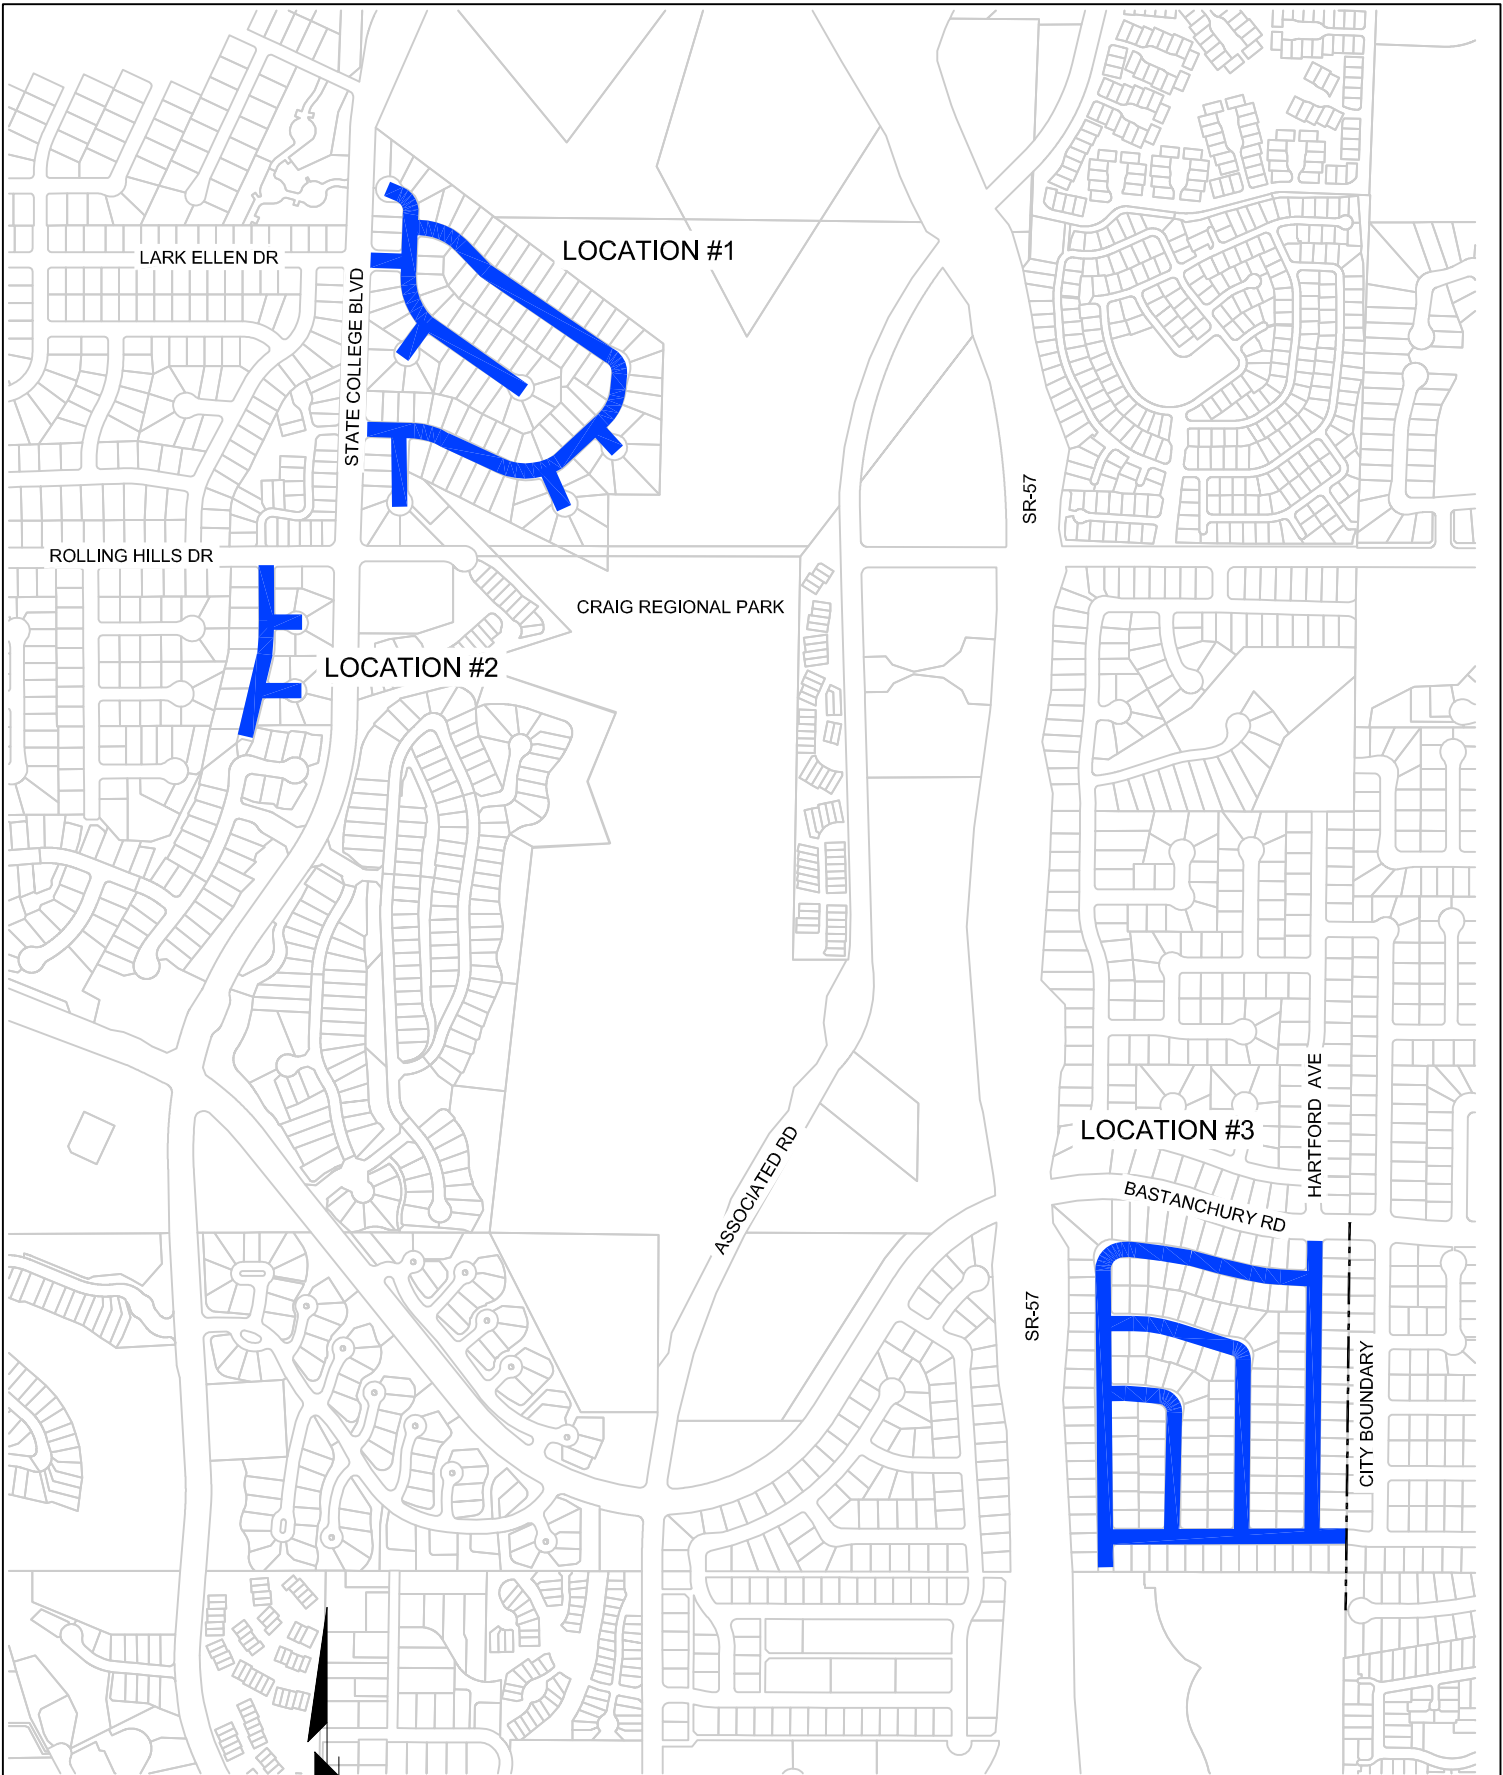 LOCATION #1
LARK ELLEN DR
STATE COLLEGE BLVD
SR-57
ROLLING HILLS DR
CRAIG REGIONAL PARK
LOCATION #2
HARTFORD AVE
LOCATION #3
ASSOCIATED RD
BASTANCHURY RD
SR-57
CITY BOUNDARY